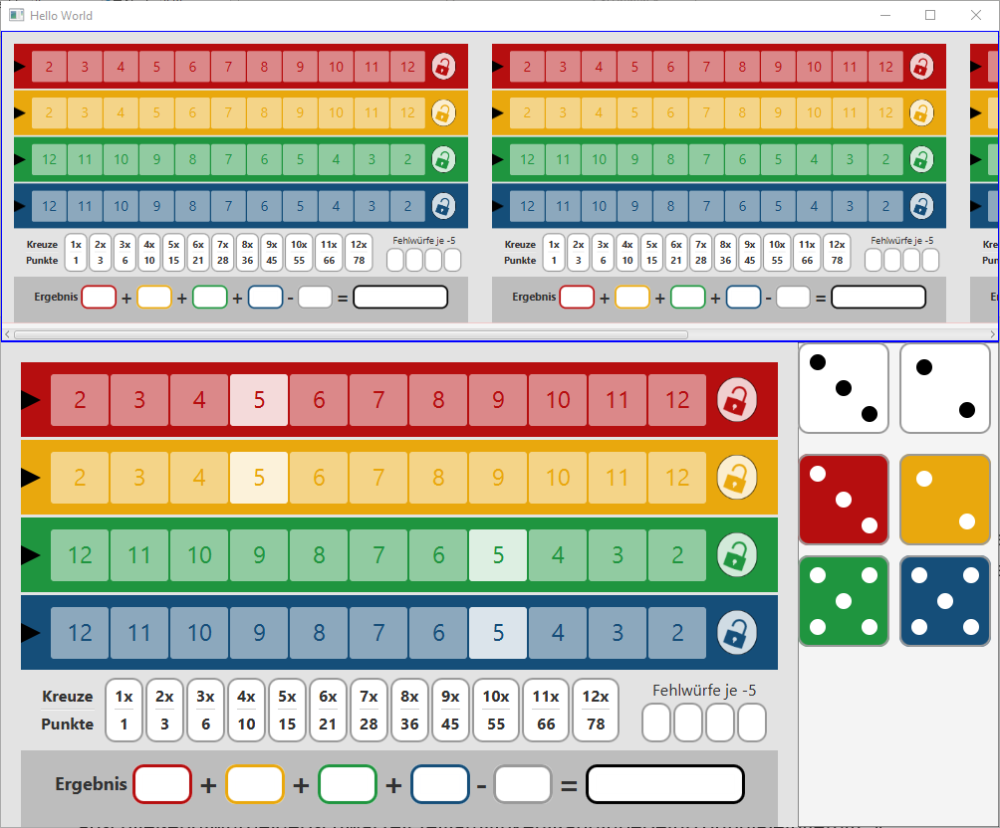 Hello World
2 3 4 5 6 7 8 9 10 11 12
2 3 4 5 6 7 8 9 10 11 12
2 3 4 5 6 7 8 9 10 11 12
2 3 4 5 6 7 8 9 10 11 12
12 11 10 9 8 7 6 5 4 3 2
12 11 10 9 8 7 6 5 4 3 2
12 11 10 9 8 7 6 5 4 3 2
12 11 10 9 8 7 6 5 4 3 2
Kreuze 1x 2x 3x 4x 5x 6x 7x 8x 9x 10x 11x 12x Fehlwürfe je -5
Punkte 1 3 6 10 15 21 28 36 45 55 66 78
Kreuze 1x 2x 3x 4x 5x 6x 7x 8x 9x 10x 11x 12x Fehlwürfe je -5
Punkte 1 3 6 10 15 21 28 36 45 55 66 78
Ergebnis + + + - =
Ergebnis + + + - =
2 3 4 5 6 7 8 9 10 11 12
2 3 4 5 6 7 8 9 10 11 12
12 11 10 9 8 7 6 5 4 3 2
12 11 10 9 8 7 6 5 4 3 2
Kreuze 1x 2x 3x 4x 5x 6x 7x 8x 9x 10x 11x 12x Fehlwürfe je -5
Punkte 1 3 6 10 15 21 28 36 45 55 66 78
Ergebnis + + + - =